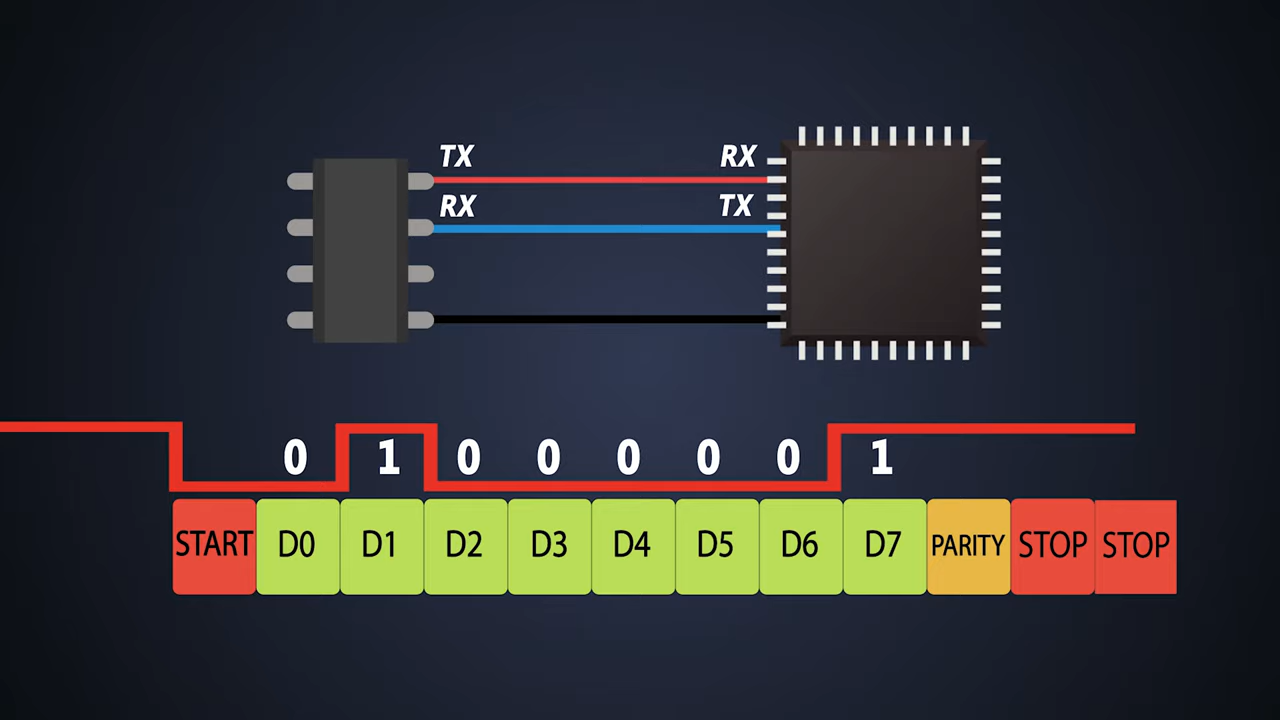 TX RX
RX TX
0 1 0 0 0 0 0 1
START D0 D1 D2 D3 D4 D5 D6 D7 PARITY STOP STOP